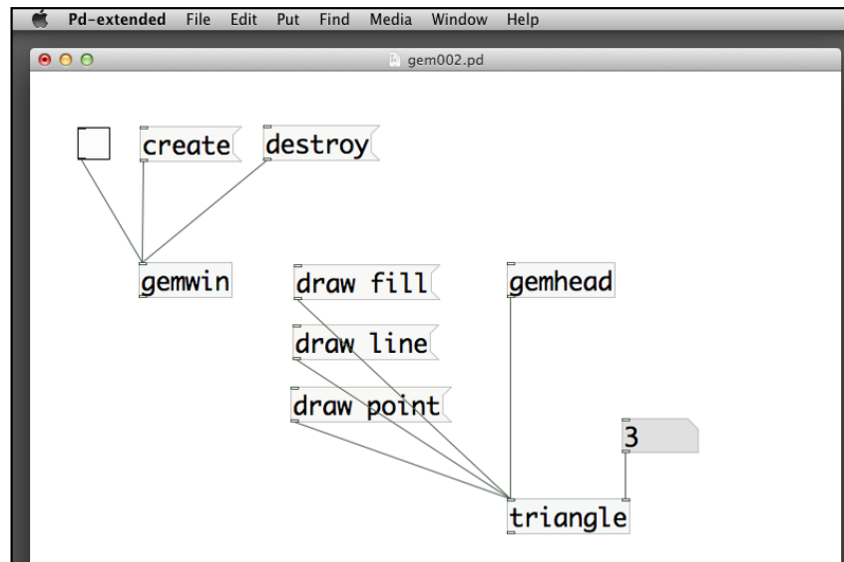 Pd-extended File Edit Put Find Media Window Help
gem002.pd
create destroy
gemwin
draw fill
gemhead
draw line
draw point
3
triangle